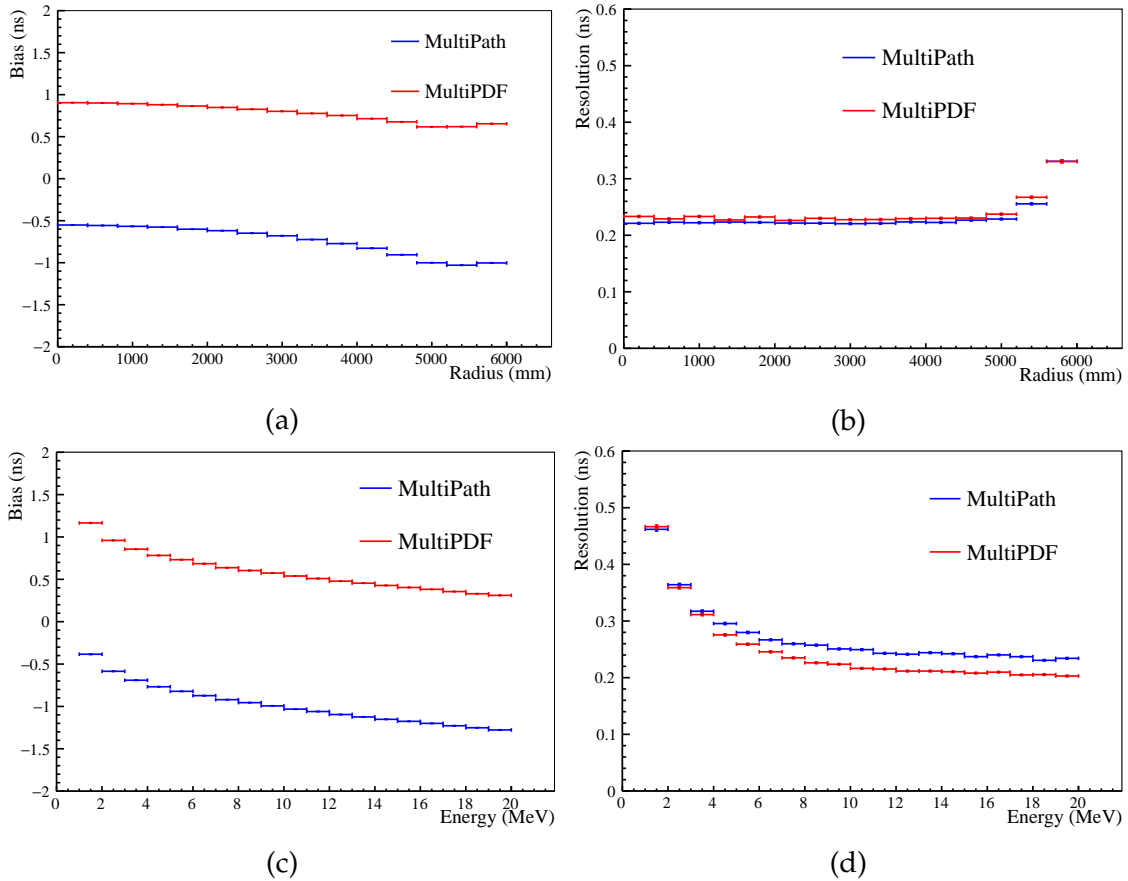 Bias (ns)
2
1.5
1
0.5
0
−0.5
−1
−1.5
−2
MultiPath
MultiPDF
0 1000 2000 3000 4000 5000 6000
Radius (mm)
(a)
Resolution (ns)
0.6
0.5
0.4
0.3
0.2
0.1
0
MultiPath
MultiPDF
0 1000 2000 3000 4000 5000 6000
Radius (mm)
(b)
Bias (ns)
2
1.5
1
0.5
0
−0.5
−1
−1.5
−2
MultiPath
MultiPDF
0 2 4 6 8 10 12 14 16 18 20
Energy (MeV)
(c)
Resolution (ns)
0.6
0.5
0.4
0.3
0.2
0.1
0
MultiPath
MultiPDF
0 2 4 6 8 10 12 14 16 18 20
Energy (MeV)
(d)